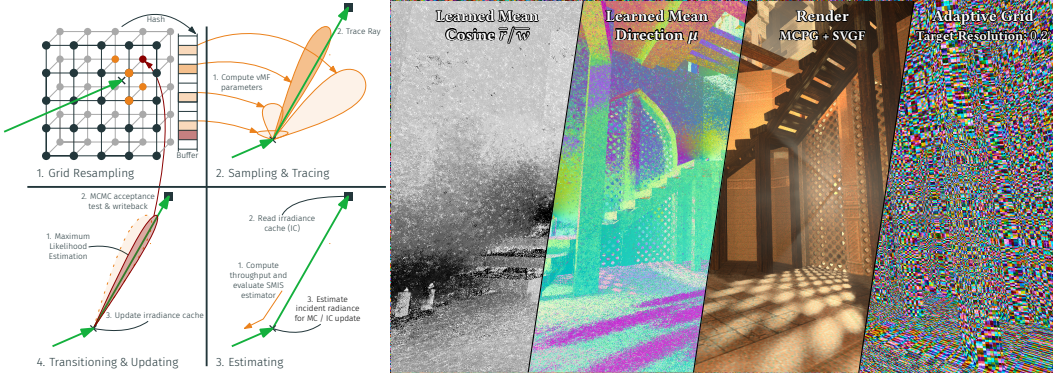 Hash
Buffer
1. Grid Resampling
1. Compute vMF
parameters
2. Trace Ray
2. Sampling & Tracing
2. MCMC acceptance
test & writeback
1. Maximum
Likelihood
Estimation
3. Update irradiance cache
4. Transitioning & Updating
2. Read irradiance
cache (IC)
1. Compute
throughput and
evaluate SMIS
estimator
3. Estimate
incident radiance
for MC / IC update
3. Estimating
Learned Mean
Cosine r̅/w̅
Learned Mean
Direction μ
Render
MCPG + SVGF
Adaptive Grid
Target-Resolution: 0.2